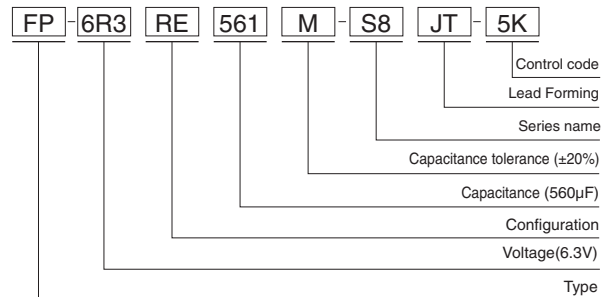 FP-6R3 RE 561 M-S8 JT-5K
Control code
Lead Forming
Series name
Capacitance tolerance (±20%)
Capacitance (560µF)
Configuration
Voltage(6.3V)
Type